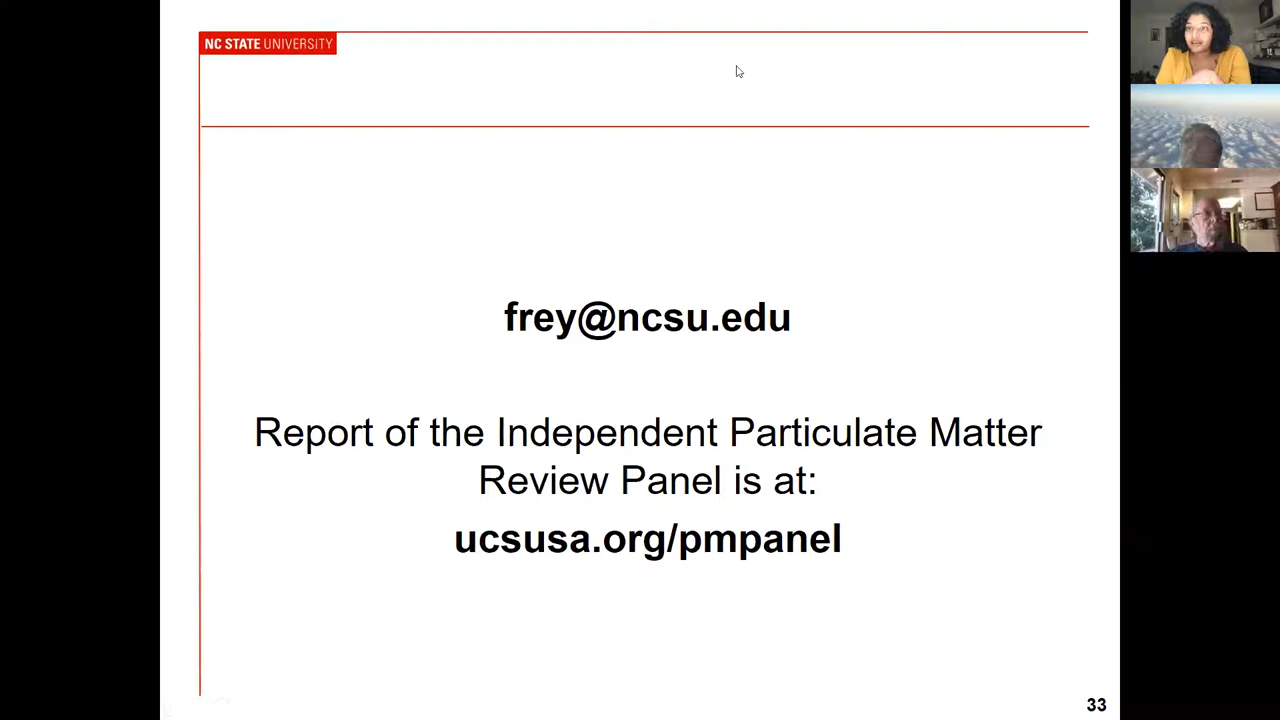 NC STATE UNIVERSITY
frey@ncsu.edu
Report of the Independent Particulate Matter
Review Panel is at:
ucsusa.org/pmpanel
33